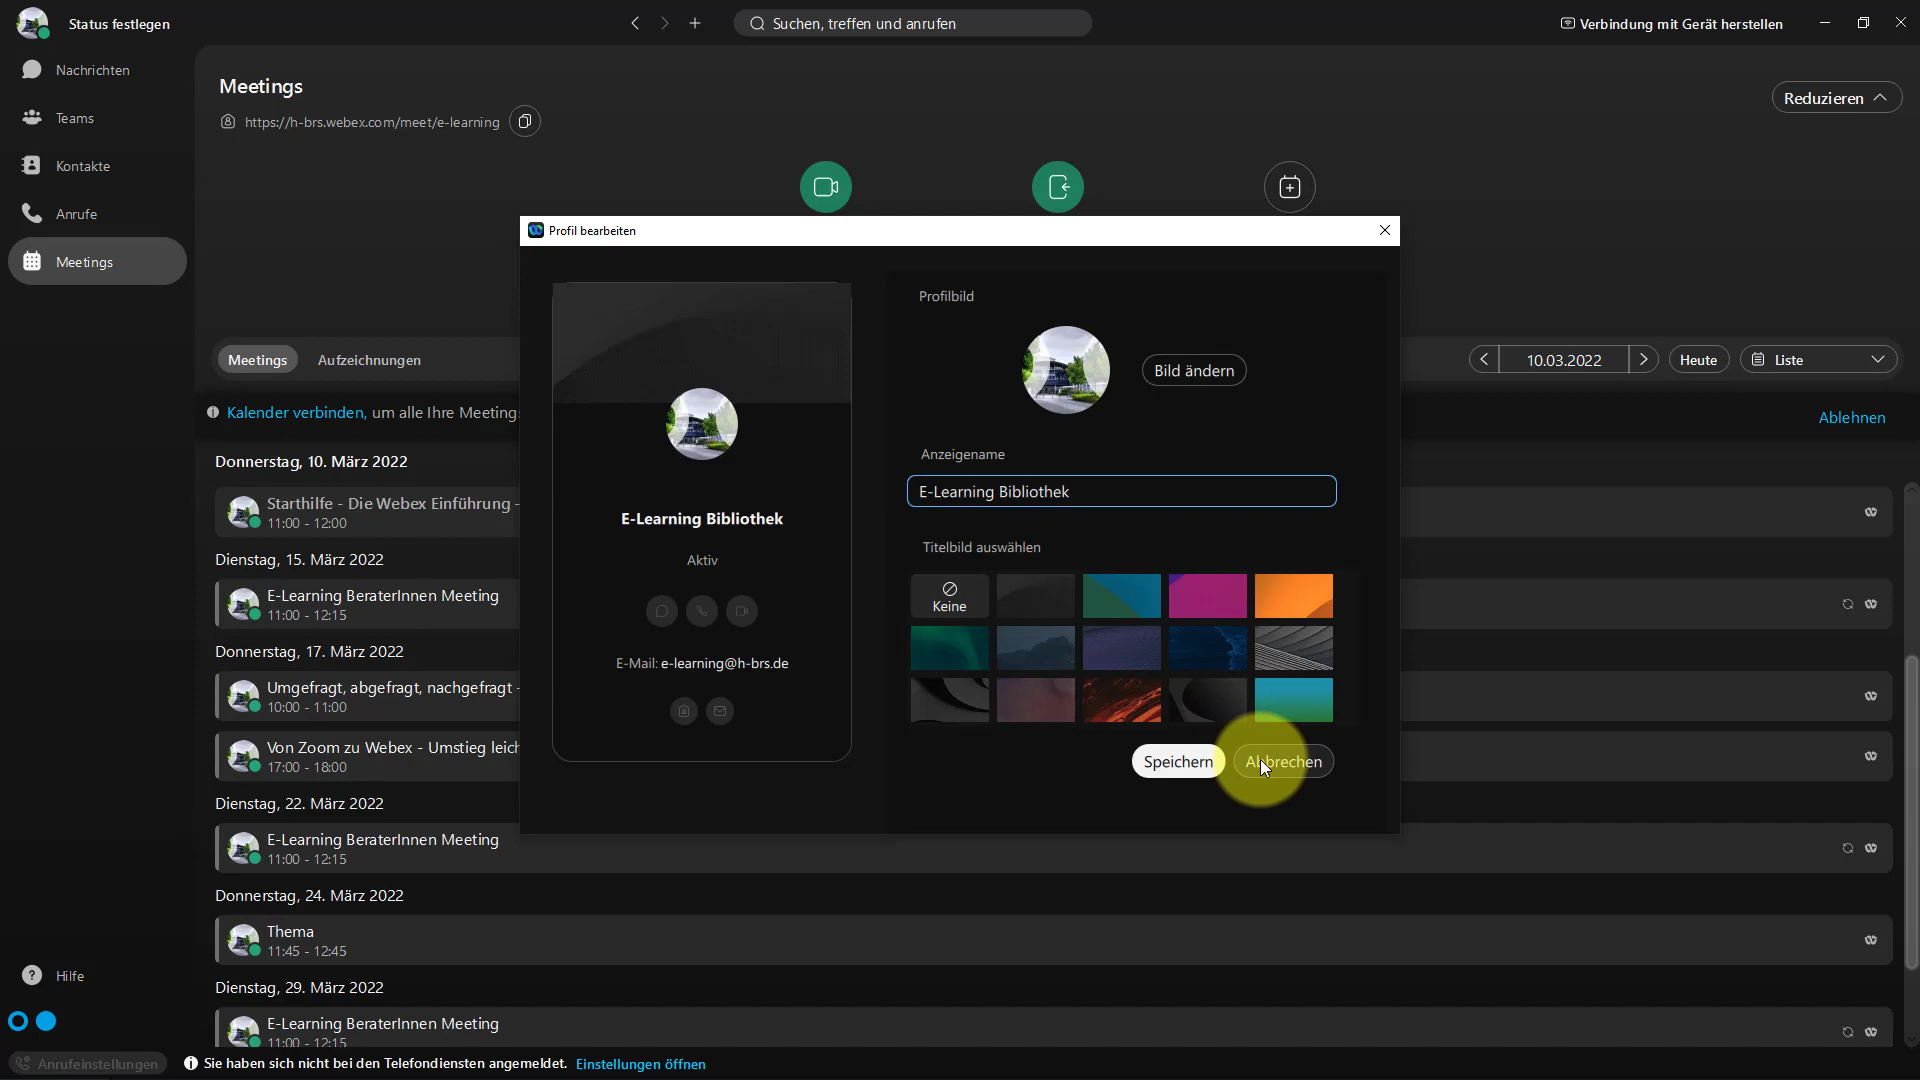 Status festlegen
Suchen, treffen und anrufen
Verbindung mit Gerät herstellen
Nachrichten
Teams
Kontakte
Anrufe
Meetings
Meetings
https://h-brs.webex.com/meet/e-learning
Reduzieren
Meetings
Aufzeichnungen
10.03.2022
Heute
Liste
Kalender verbinden, um alle Ihre Meeting
Ablehnen
Donnerstag, 10. März 2022
Starthilfe - Die Webex Einführung -
11:00 - 12:00
Dienstag, 15. März 2022
E-Learning BeraterInnen Meeting
11:00 - 12:15
Donnerstag, 17. März 2022
Umgefragt, abgefragt, nachgefragt -
10:00 - 11:00
Von Zoom zu Webex - Umstieg leich
17:00 - 18:00
Dienstag, 22. März 2022
E-Learning BeraterInnen Meeting
11:00 - 12:15
Donnerstag, 24. März 2022
Thema
11:45 - 12:45
Dienstag, 29. März 2022
E-Learning BeraterInnen Meeting
11:00 - 12:15
Profil bearbeiten
E-Learning Bibliothek
Aktiv
E-Mail: e-learning@h-brs.de
Profilbild
Bild ändern
Anzeigename
E-Learning Bibliothek
Titelbild auswählen
Keine
Speichern
Abbrechen
Hilfe
Anrufeinstellungen
Sie haben sich nicht bei den Telefondiensten angemeldet. Einstellungen öffnen